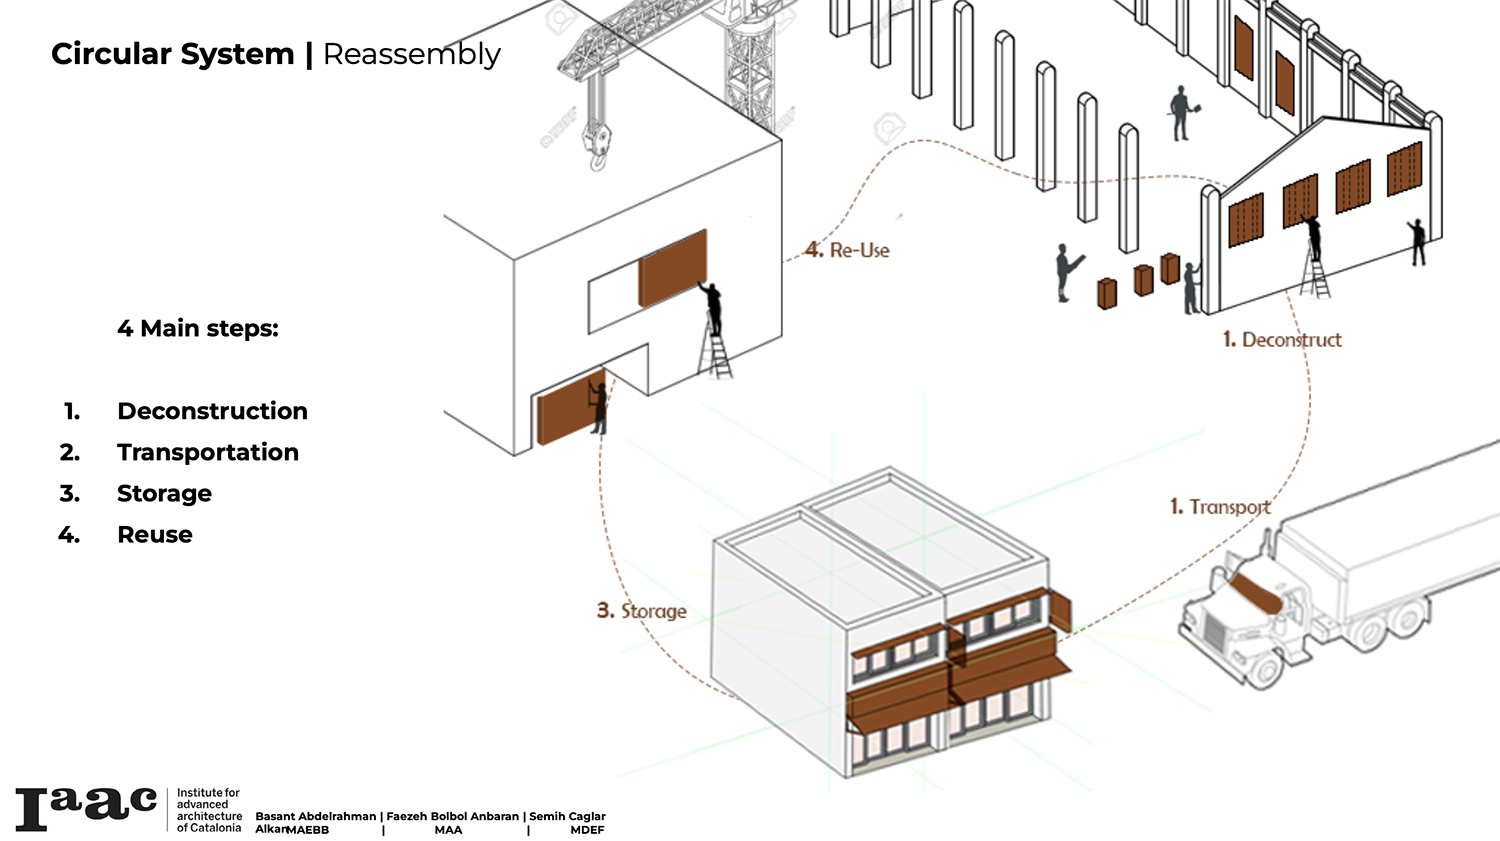 Circular System | Reassembly
4. Re-Use
4 Main steps:
1. Deconstruct
1. Deconstruction
2. Transportation
3. Storage
4. Reuse
1. Transport
3. Storage
Iaac
Institute for
advanced
architecture
of Catalonia
Basant Abdelrahman | Faezeh Bolbol Anbaran | Semih Caglar
Alkan MAEBB | MAA | MDEF